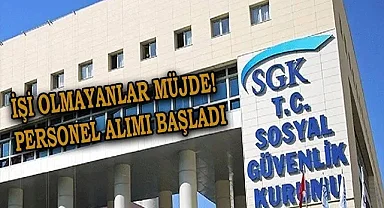 İŞİ OLMAYANLAR MÜJDE!
PERSONEL ALIMI BAŞLADI
SGK
T.C.
SOSYAL
GÜVENLİK
KURUMU